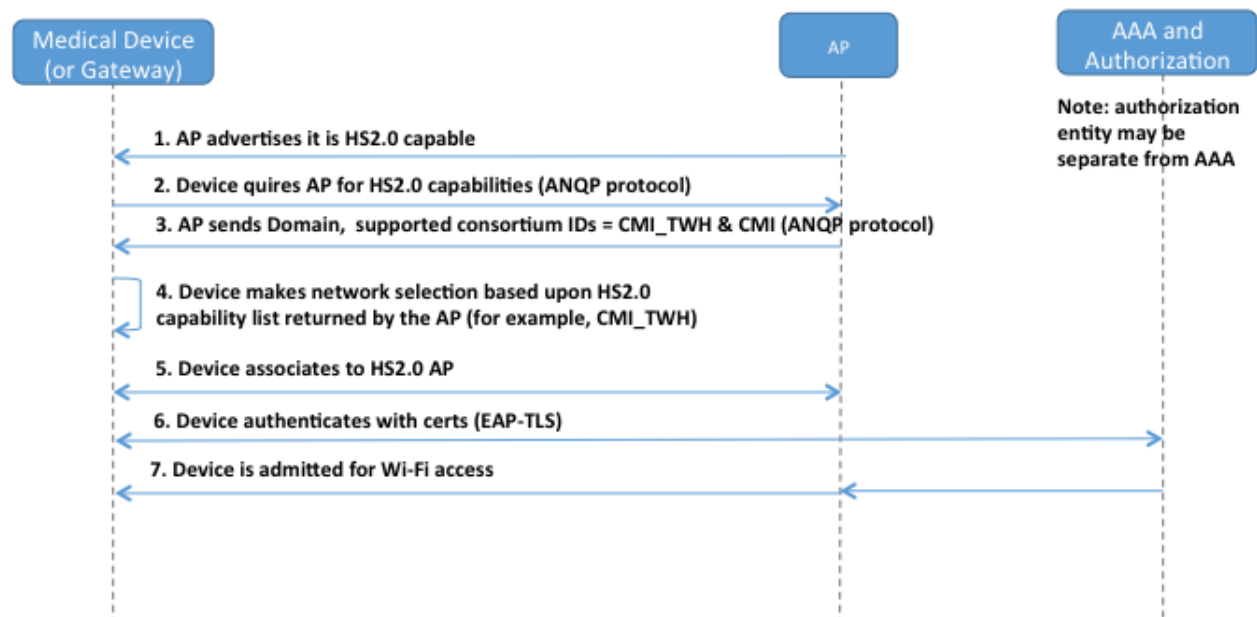 Medical Device
(or Gateway)
AP
AAA and
Authorization
Note: authorization
entity may be
separate from AAA
1. AP advertises it is HS2.0 capable
2. Device quires AP for HS2.0 capabilities (ANQP protocol)
3. AP sends Domain, supported consortium IDs = CMI_TWH & CMI (ANQP protocol)
4. Device makes network selection based upon HS2.0
capability list returned by the AP (for example, CMI_TWH)
5. Device associates to HS2.0 AP
6. Device authenticates with certs (EAP-TLS)
7. Device is admitted for Wi-Fi access